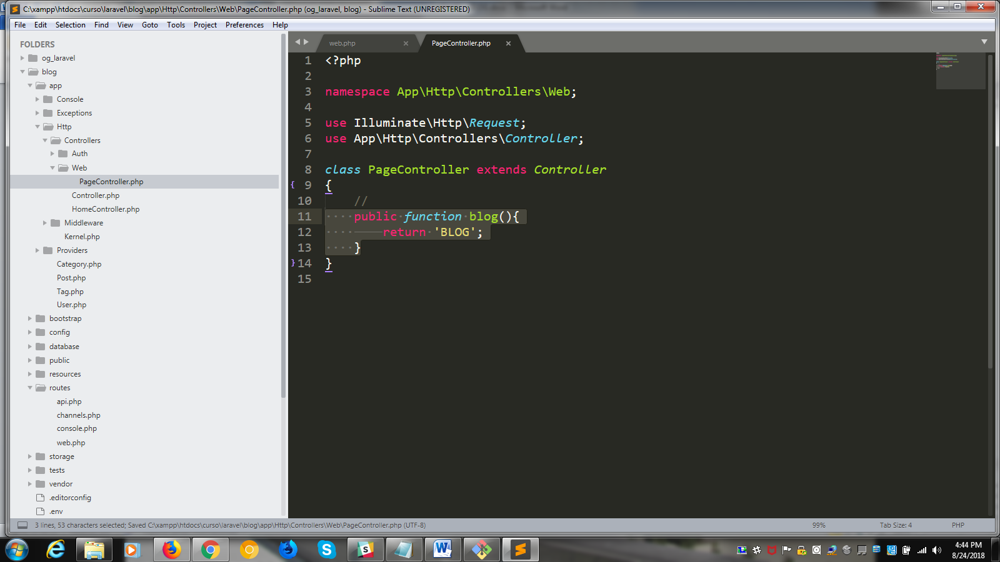 C:\xampp\htdocs\curso\laravel\blog\app\Http\Controllers\Web\PageController.php (og_laravel, blog) - Sublime Text (UNREGISTERED)
File Edit Selection Find View Goto Tools Project Preferences Help
FOLDERS
og_laravel
blog
app
Console
Exceptions
Http
Controllers
Auth
Web
PageController.php
Controller.php
HomeController.php
Middleware
Kernel.php
Providers
Category.php
Post.php
Tag.php
User.php
bootstrap
config
database
public
resources
routes
api.php
channels.php
console.php
web.php
storage
tests
vendor
.editorconfig
.env
web.php PageController.php
1 <?php
2
3 namespace App\Http\Controllers\Web;
4
5 use Illuminate\Http\Request;
6 use App\Http\Controllers\Controller;
7
8 class PageController extends Controller
9 {
10 //
11 public function blog(){
12 return 'BLOG';
13 }
14 }
15
3 lines, 53 characters selected; Saved C:\xampp\htdocs\curso\laravel\blog\app\Http\Controllers\Web\PageController.php (UTF-8) 99% Tab Size: 4 PHP
4:44 PM
8/24/2018